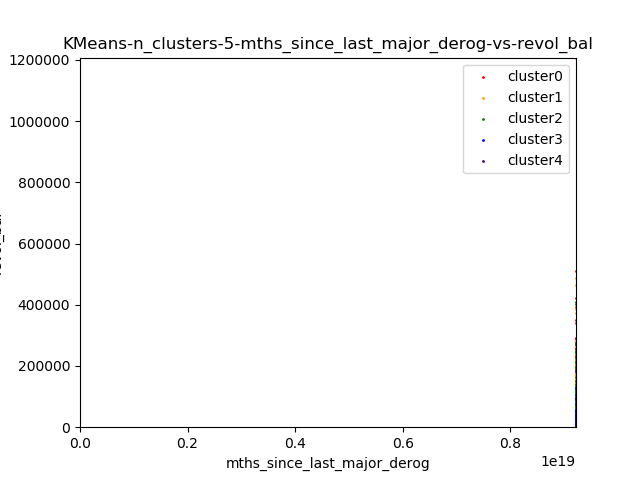 KMeans-n_clusters-5-mths_since_last_major_derog-vs-revol_bal
1200000
1000000
800000
600000
400000
200000
0
0.0 0.2 0.4 0.6 0.8
1e19
mths_since_last_major_derog
cluster0
cluster1
cluster2
cluster3
cluster4